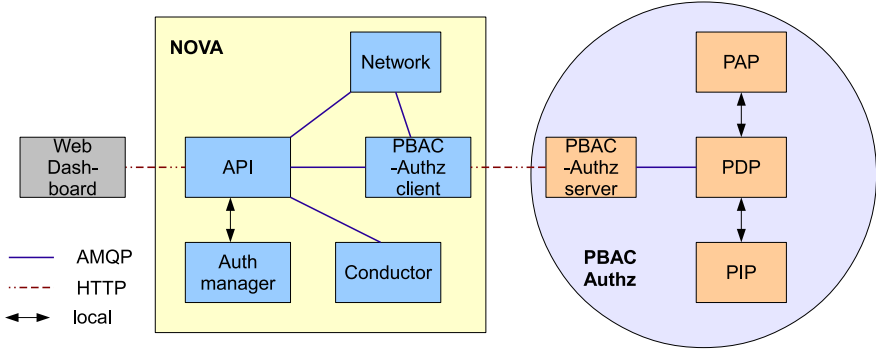 NOVA
Network
PAP
Web
Dash-
board
API
PBAC
-Authz
client
PBAC
-Authz
server
PDP
Auth
manager
Conductor
PBAC
Authz
PIP
AMQP
HTTP
local